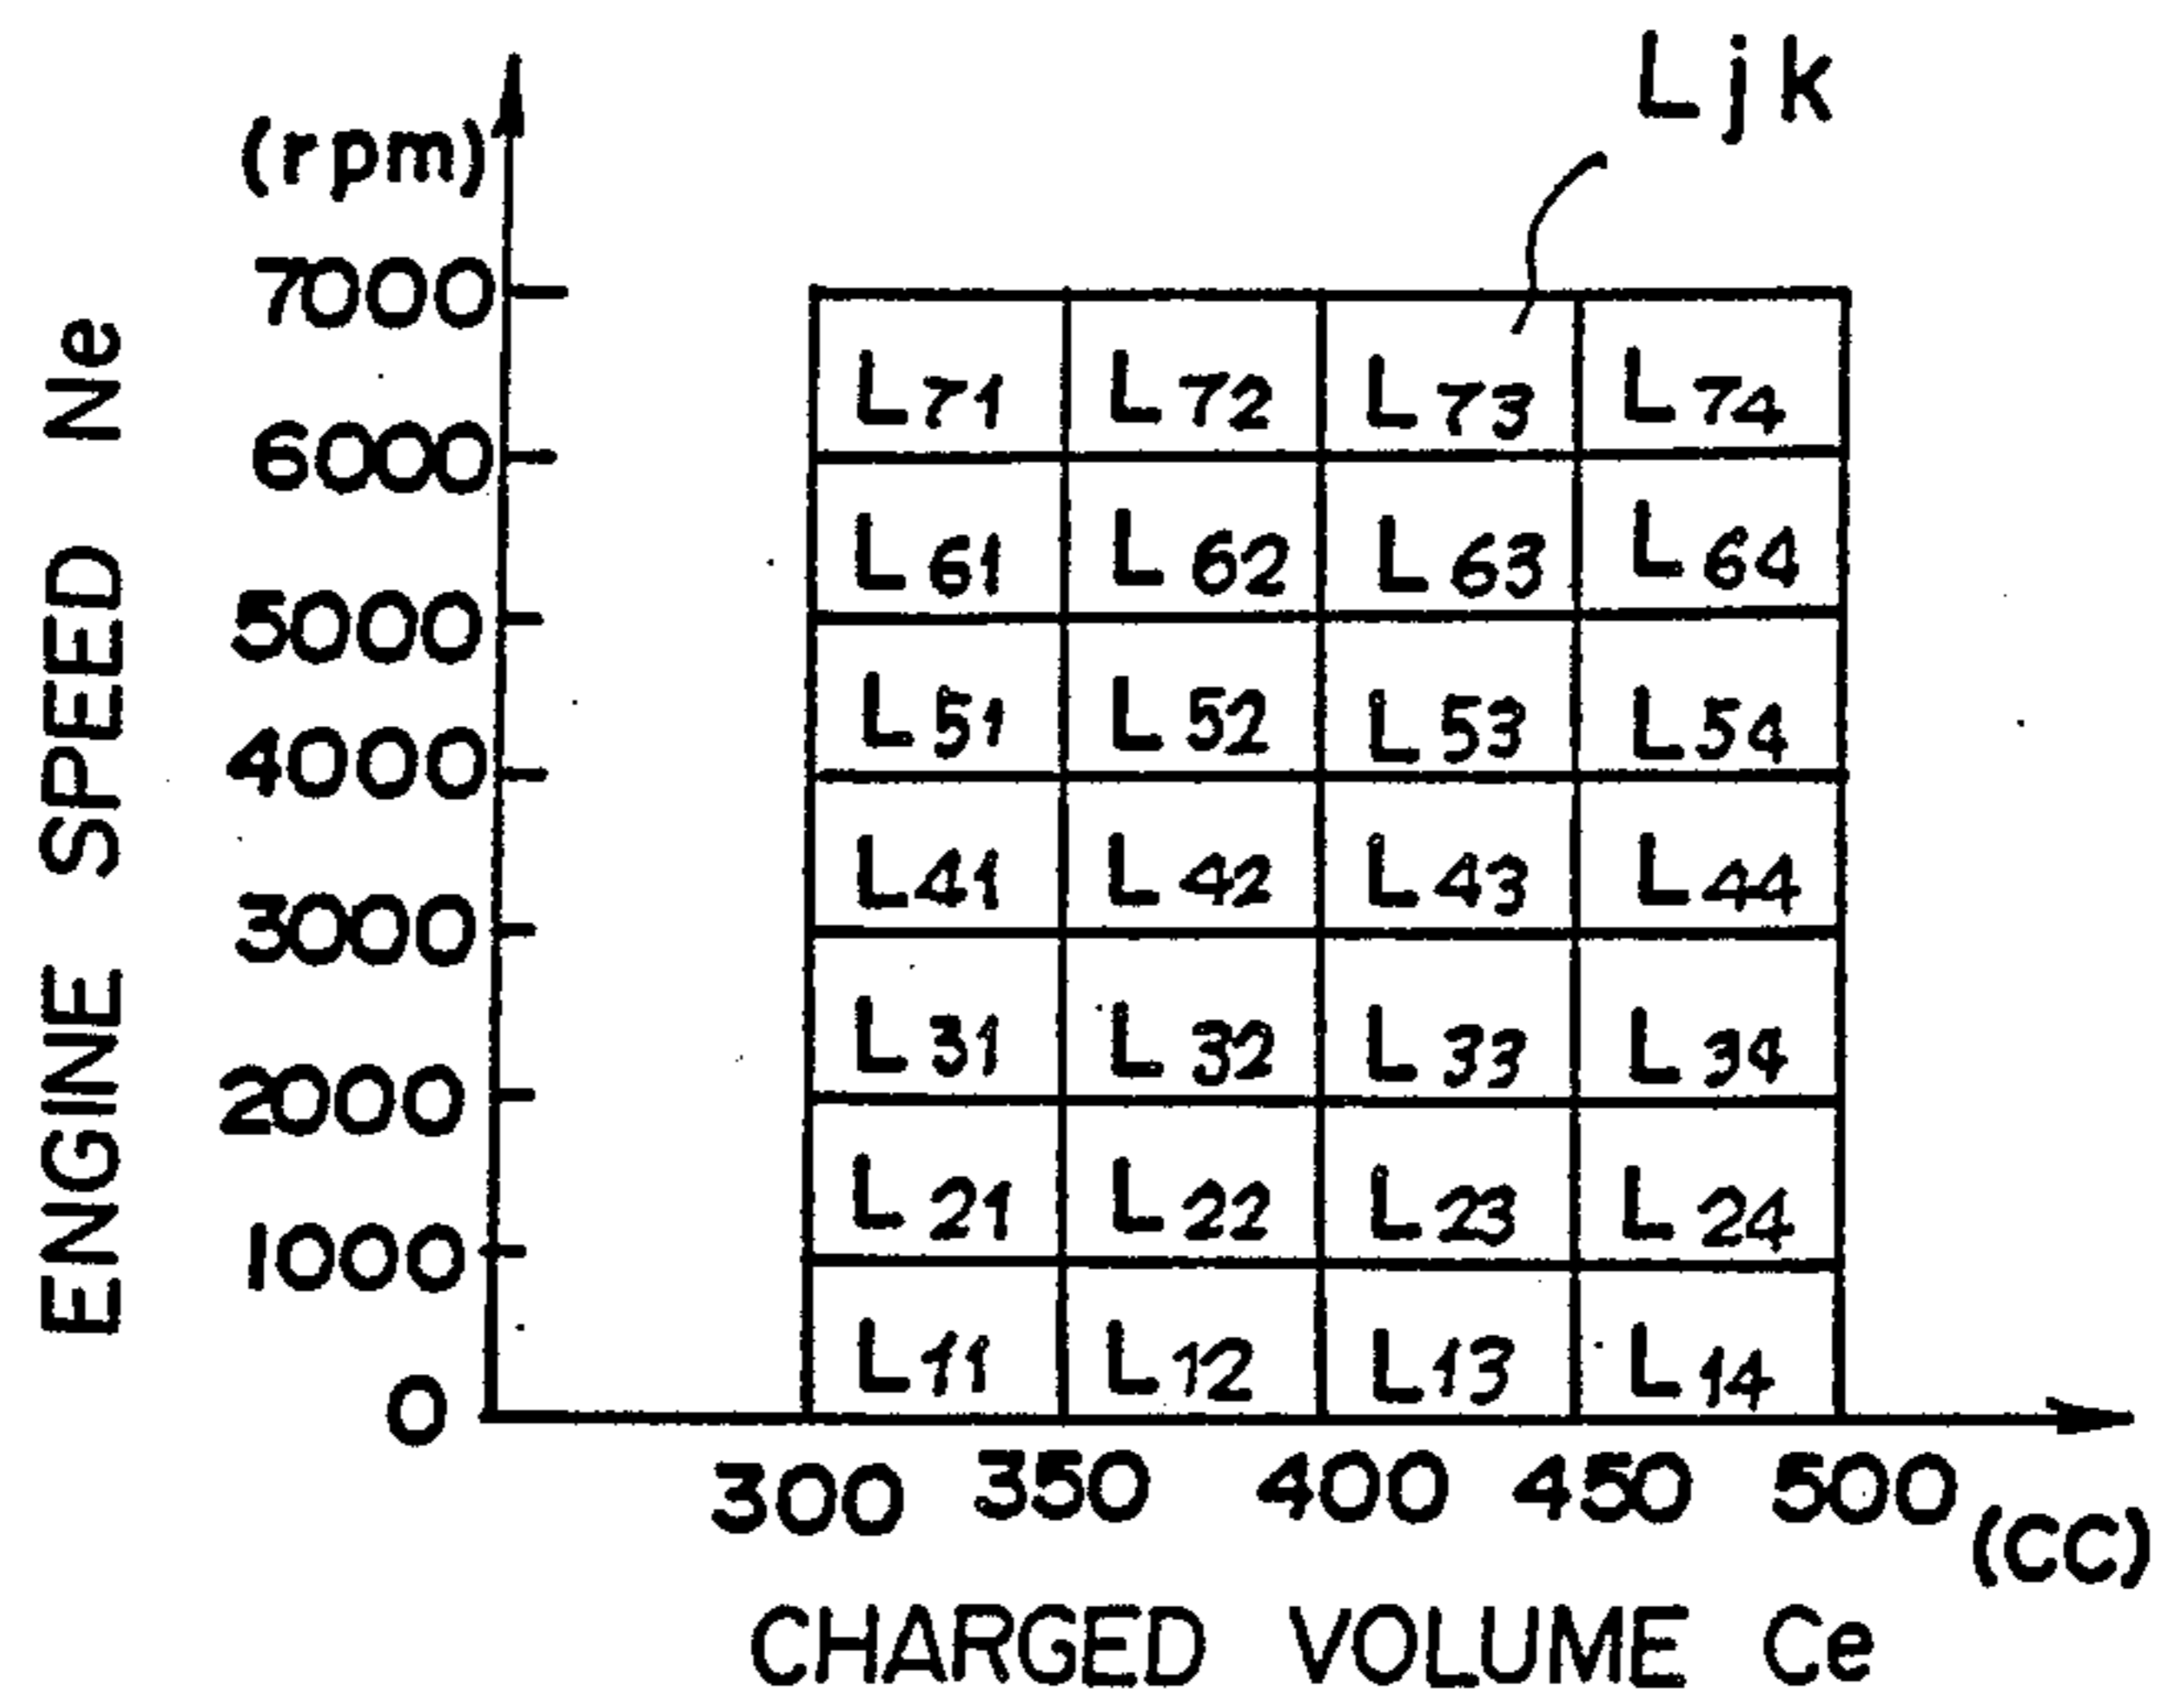 Ljk
(rpm)
ENGINE SPEED Ne
7000
L71 L72 L73 L74
6000
L61 L62 L63 L64
5000
L51 L52 L53 L54
4000
L41 L42 L43 L44
3000
L31 L32 L33 L34
2000
L21 L22 L23 L24
1000
L11 L12 L13 L14
0
300 350 400 450 500 (CC)
CHARGED VOLUME Ce